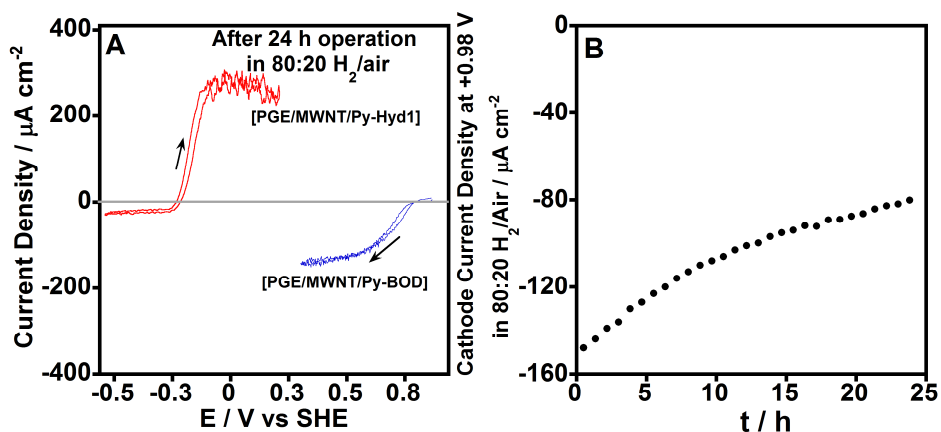 A
After 24 h operation
in 80:20 H2/air
[PGE/MWNT/Py-Hyd1]
[PGE/MWNT/Py-BOD]
Current Density / μA cm-2
400
200
0
-200
-400
-0.5
-0.3
0
0.3
0.5
0.8
E / V vs SHE
B
Cathode Current Density at +0.98 V
in 80:20 H2/Air / μA cm-2
0
-40
-80
-120
-160
0
5
10
15
20
25
t / h